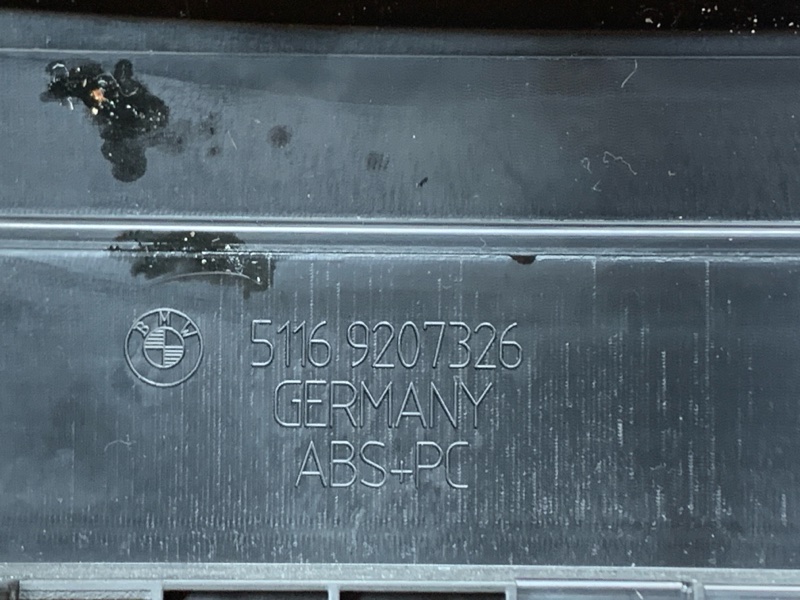 BMW
5116 9207326
GERMANY
ABS+PC